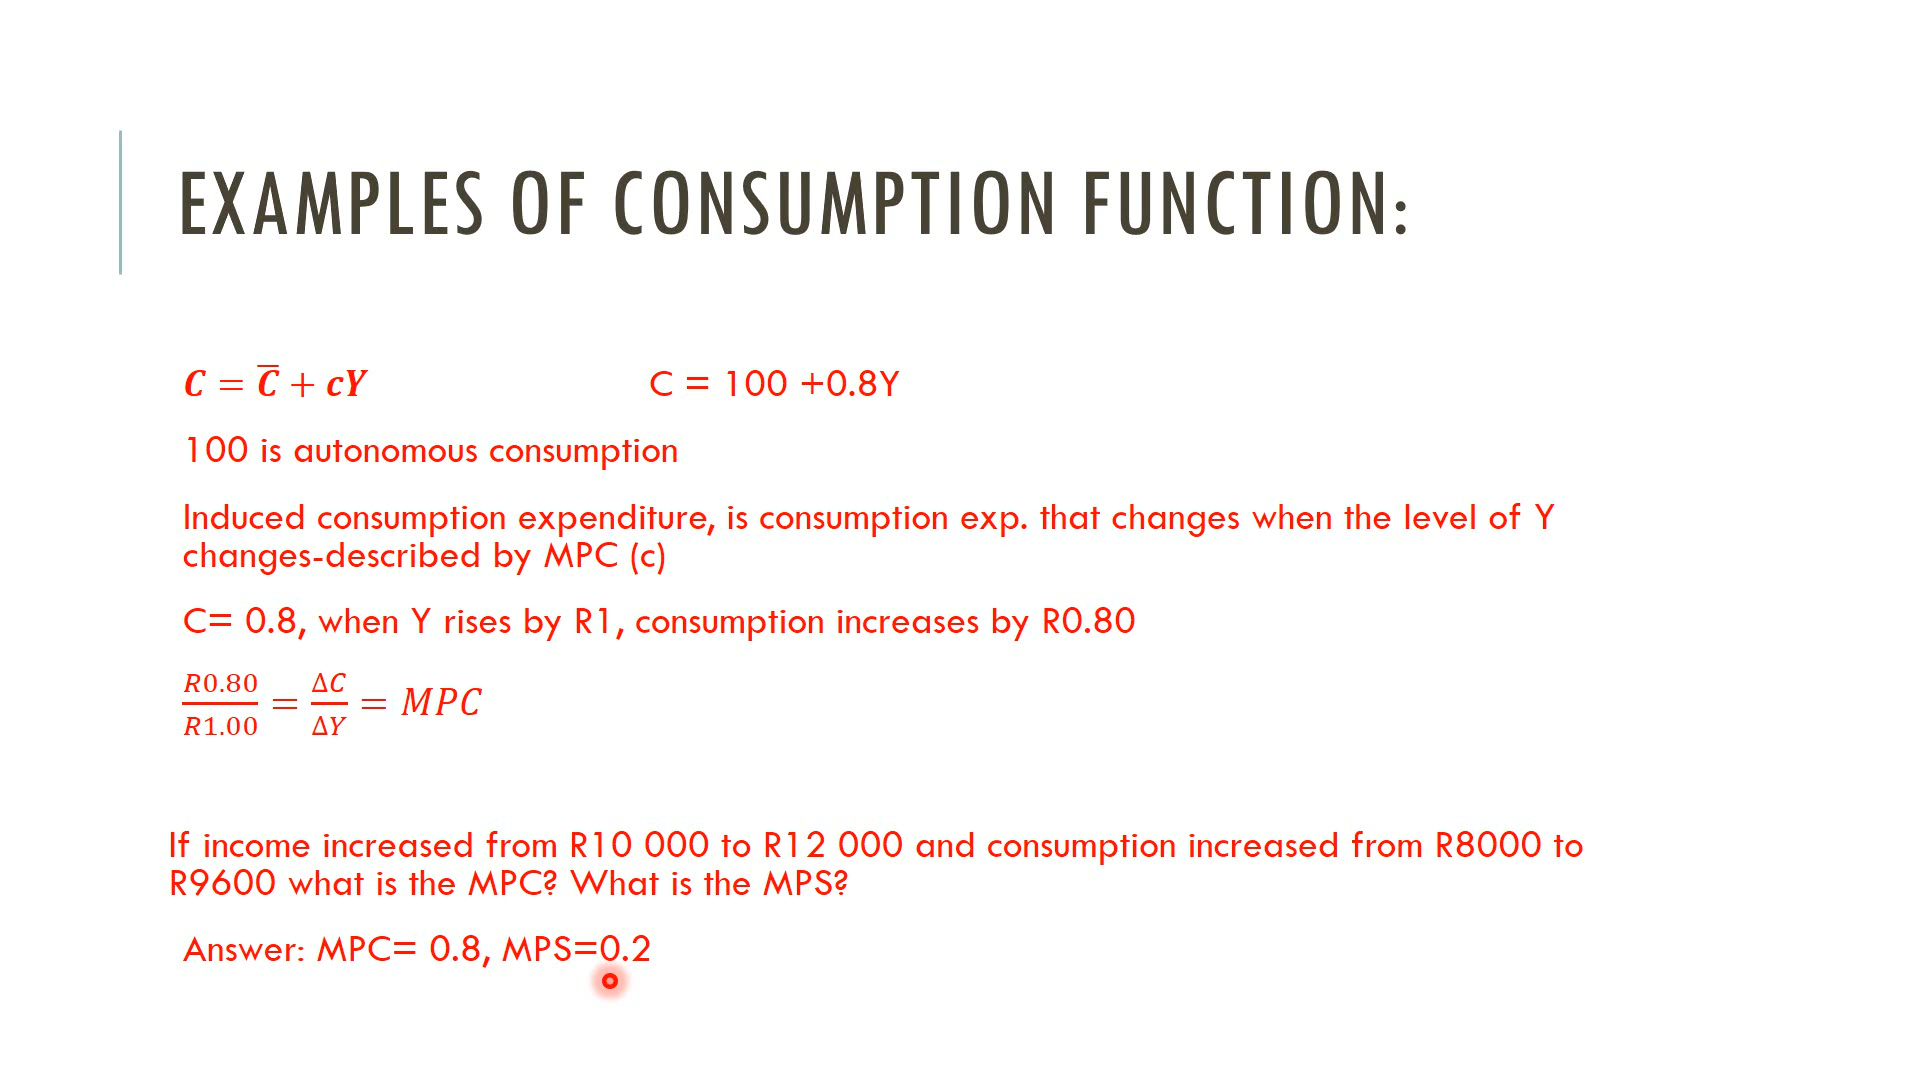 EXAMPLES OF CONSUMPTION FUNCTION:
C = C̅ + cY C = 100 +0.8Y
100 is autonomous consumption
Induced consumption expenditure, is consumption exp. that changes when the level of Y
changes-described by MPC (c)
C= 0.8, when Y rises by R1, consumption increases by R0.80
R0.80/R1.00 = ΔC/ΔY = MPC
If income increased from R10 000 to R12 000 and consumption increased from R8000 to
R9600 what is the MPC? What is the MPS?
Answer: MPC= 0.8, MPS=0.2